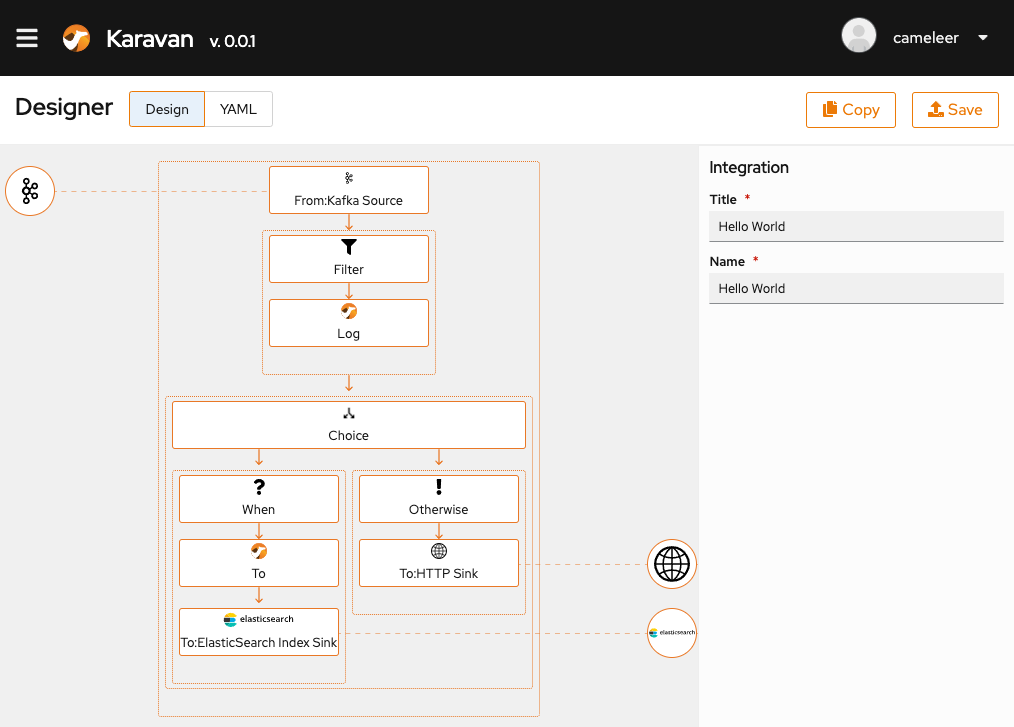 Karavan v. 0.0.1
cameleer
Designer
Design
YAML
Copy
Save
Integration
Title *
Hello World
Name *
Hello World
From:Kafka Source
Filter
Log
Choice
When
Otherwise
To
To:HTTP Sink
elasticsearch
To:ElasticSearch Index Sink
elasticsearch